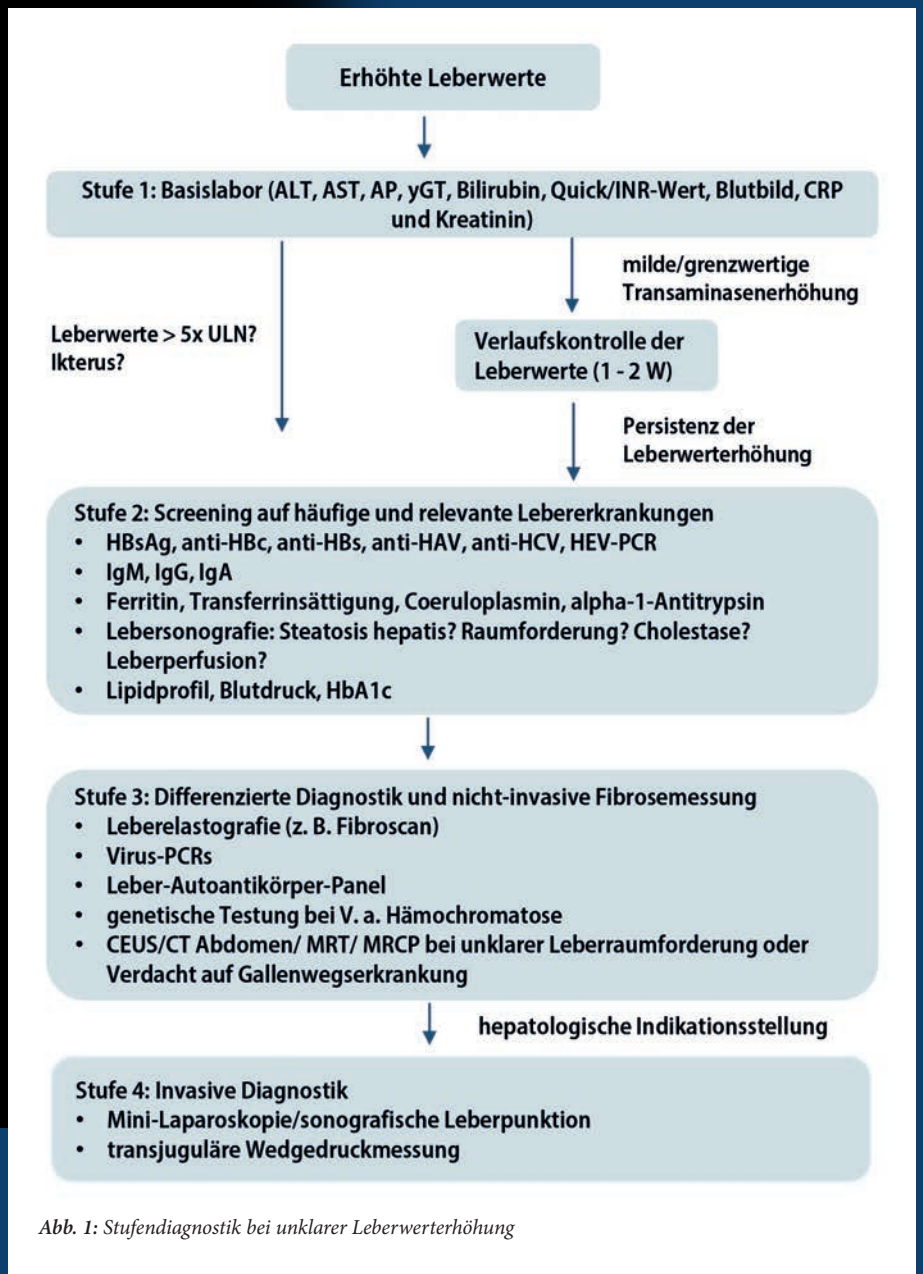 Erhöhte Leberwerte
Stufe 1: Basislabor (ALT, AST, AP, yGT, Bilirubin, Quick/INR-Wert, Blutbild, CRP
und Kreatinin)
milde/grenzwertige
Transaminasenerhöhung
Leberwerte > 5x ULN?
Ikterus?
Verlaufskontrolle der
Leberwerte (1 - 2 W)
Persistenz der
Leberwerterhöhung
Stufe 2: Screening auf häufige und relevante Lebererkrankungen
• HBsAg, anti-HBc, anti-HBs, anti-HAV, anti-HCV, HEV-PCR
• IgM, IgG, IgA
• Ferritin, Transferrinsättigung, Coeruloplasmin, alpha-1-Antitrypsin
• Lebersonografie: Steatosis hepatis? Raumforderung? Cholestase?
Leberperfusion?
• Lipidprofil, Blutdruck, HbA1c
Stufe 3: Differenzierte Diagnostik und nicht-invasive Fibrosemessung
• Leberelastografie (z. B. Fibroscan)
• Virus-PCRs
• Leber-Autoantikörper-Panel
• genetische Testung bei V. a. Hämochromatose
• CEUS/CT Abdomen/ MRT/ MRCP bei unklarer Leberraumforderung oder
Verdacht auf Gallenwegserkrankung
hepatologische Indikationsstellung
Stufe 4: Invasive Diagnostik
• Mini-Laparoskopie/sonografische Leberpunktion
• transjuguläre Wedgedruckmessung
Abb. 1: Stufendiagnostik bei unklarer Leberwerterhöhung